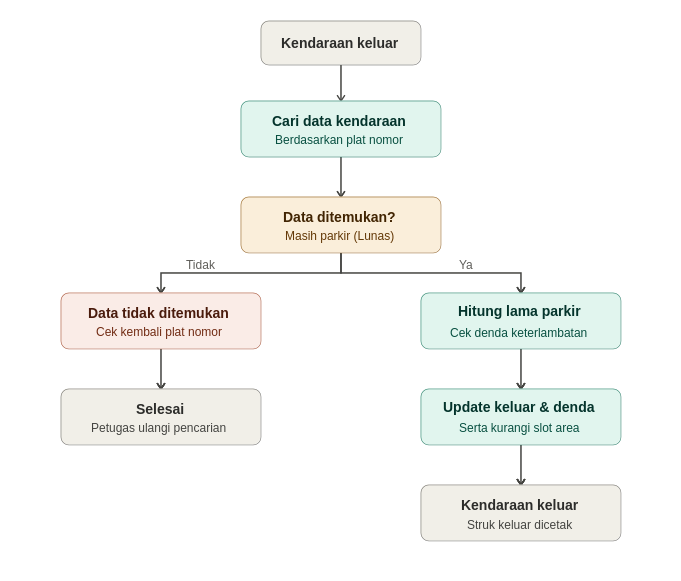 Kendaraan keluar
Cari data kendaraan
Berdasarkan plat nomor
Data ditemukan?
Masih parkir (Lunas)
Tidak
Ya
Data tidak ditemukan
Cek kembali plat nomor
Hitung lama parkir
Cek denda keterlambatan
Selesai
Petugas ulangi pencarian
Update keluar & denda
Serta kurangi slot area
Kendaraan keluar
Struk keluar dicetak